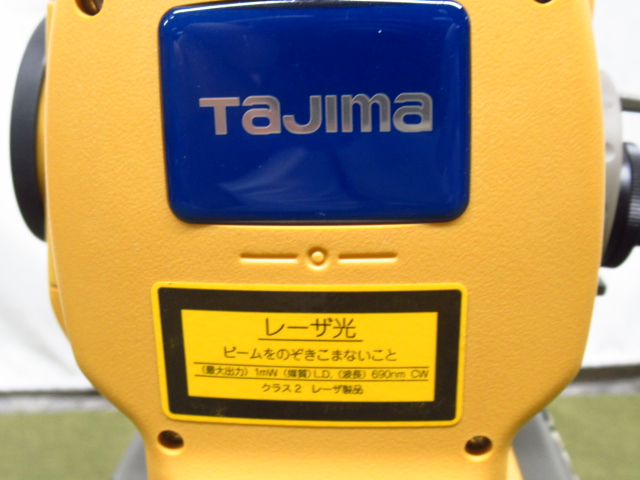 TaJIma
レーザ光
ビームをのぞきこまないこと
(最大出力) 1mW (媒質) L.D. (波長) 690nm CW
クラス2 レーザ製品